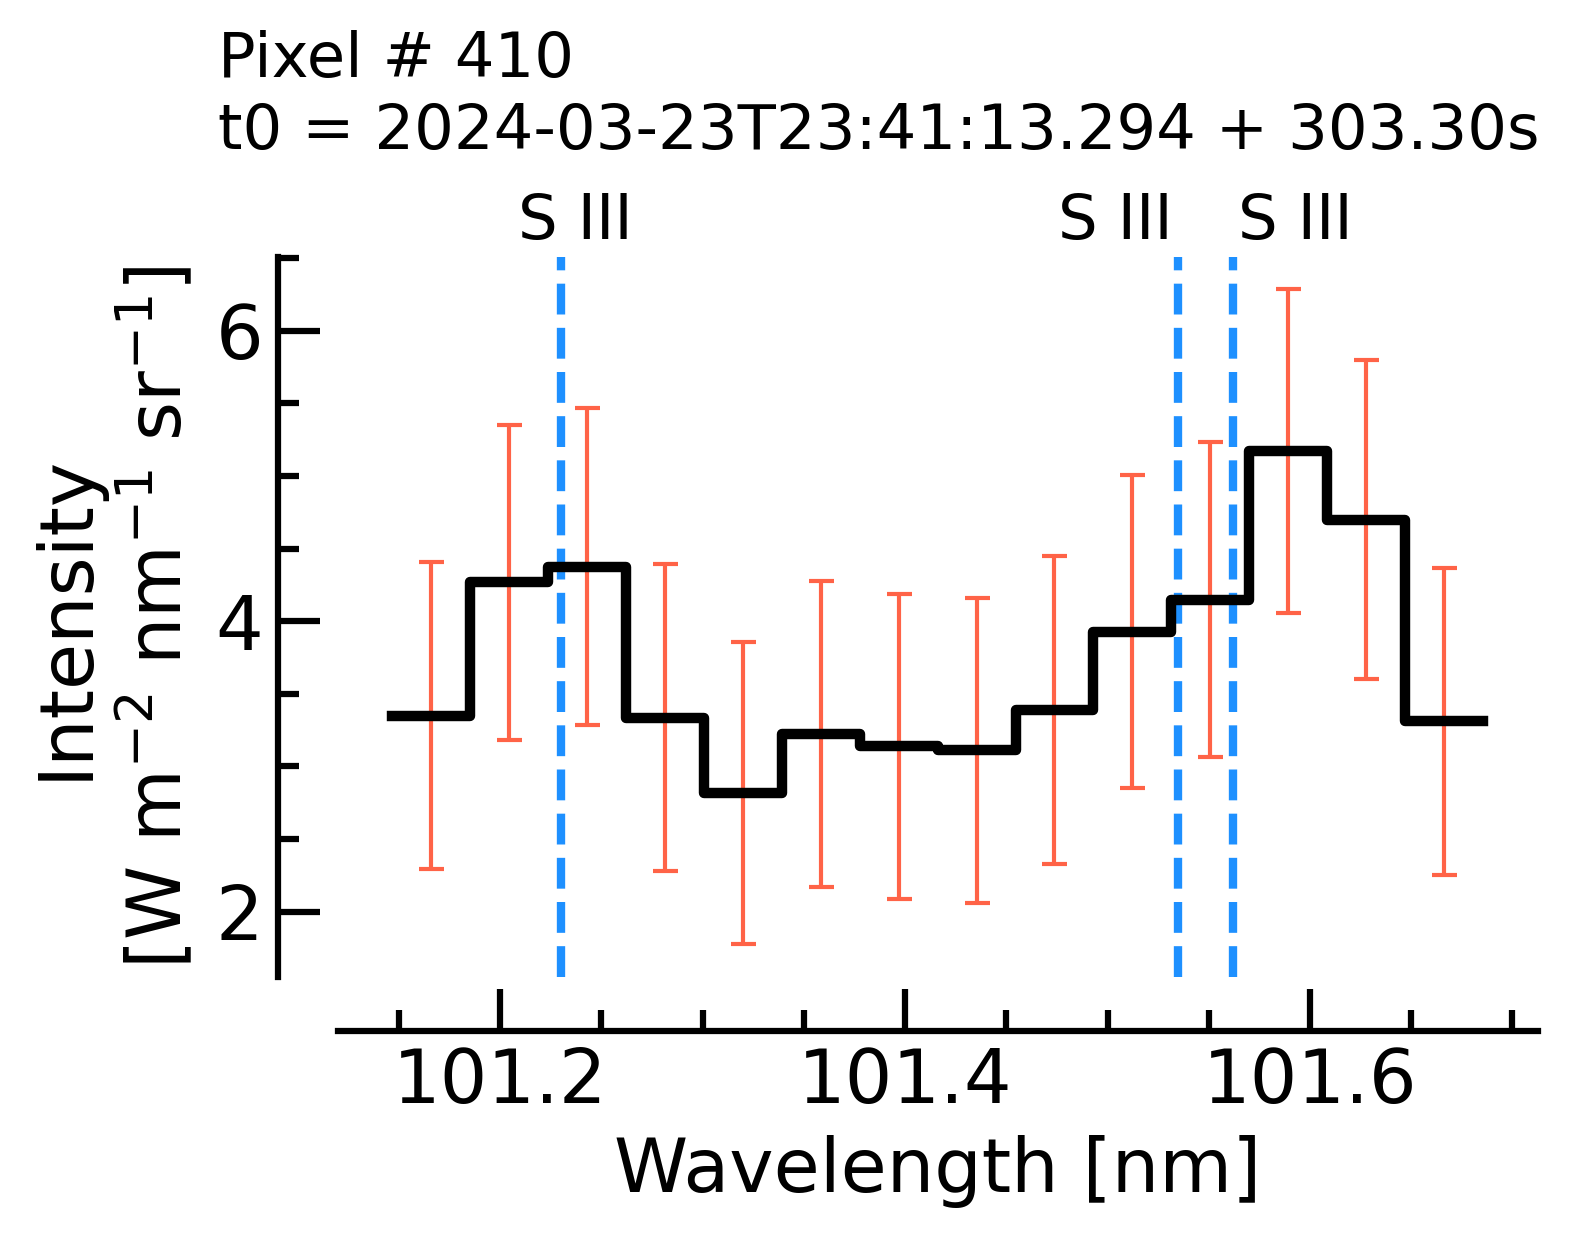 Pixel # 410
t0 = 2024-03-23T23:41:13.294 + 303.30s
S III S III S III
Intensity
[W m⁻² nm⁻¹ sr⁻¹]
6
4
2
101.2 101.4 101.6
Wavelength [nm]